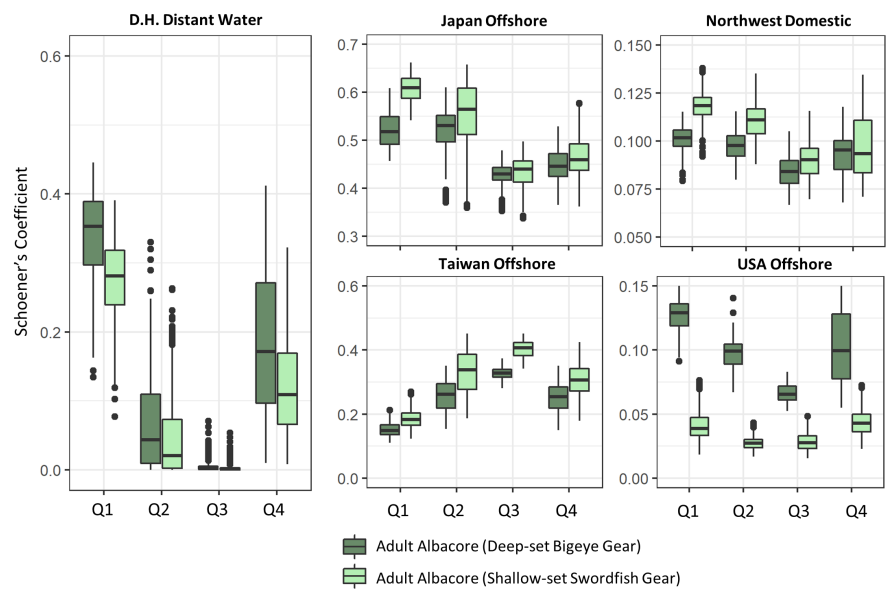 D.H. Distant Water
Japan Offshore
Northwest Domestic
Schoener's Coefficient
0.6
0.4
0.2
0.0
0.7
0.6
0.5
0.4
0.3
0.150
0.125
0.100
0.075
0.050
Taiwan Offshore
USA Offshore
0.6
0.4
0.2
0.0
0.15
0.10
0.05
0.00
Q1 Q2 Q3 Q4
Q1 Q2 Q3 Q4
Q1 Q2 Q3 Q4
Adult Albacore (Deep-set Bigeye Gear)
Adult Albacore (Shallow-set Swordfish Gear)